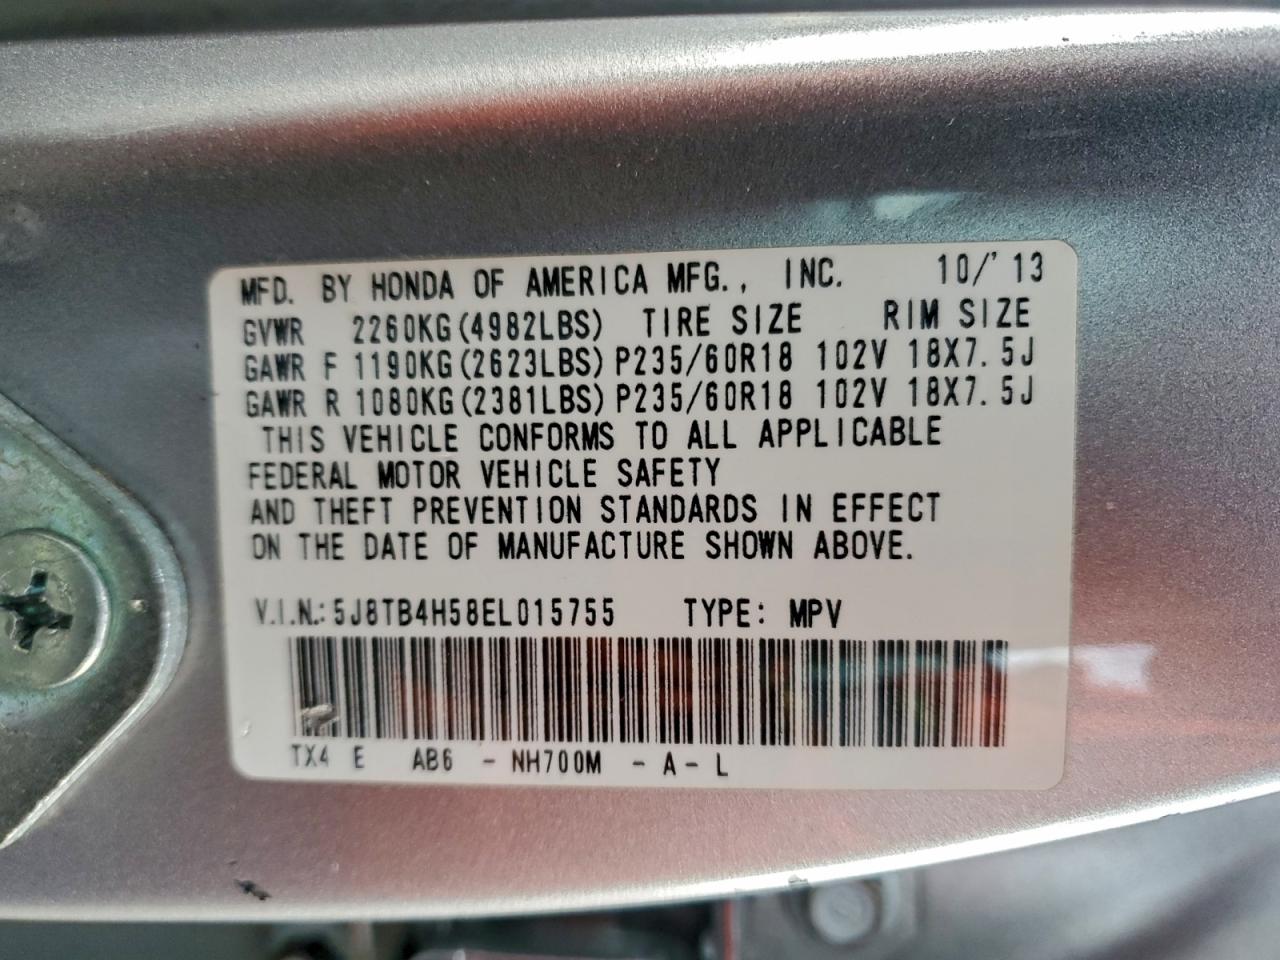 MFD. BY HONDA OF AMERICA MFG., INC. 10/'13
GVWR 2260KG(4982LBS) TIRE SIZE RIM SIZE
GAWR F 1190KG(2623LBS) P235/60R18 102V 18X7.5J
GAWR R 1080KG(2381LBS) P235/60R18 102V 18X7.5J
THIS VEHICLE CONFORMS TO ALL APPLICABLE
FEDERAL MOTOR VEHICLE SAFETY
AND THEFT PREVENTION STANDARDS IN EFFECT
ON THE DATE OF MANUFACTURE SHOWN ABOVE.
V.I.N.: 5J8TB4H58EL015755 TYPE: MPV
TX4 E AB6 - NH700M - A - L